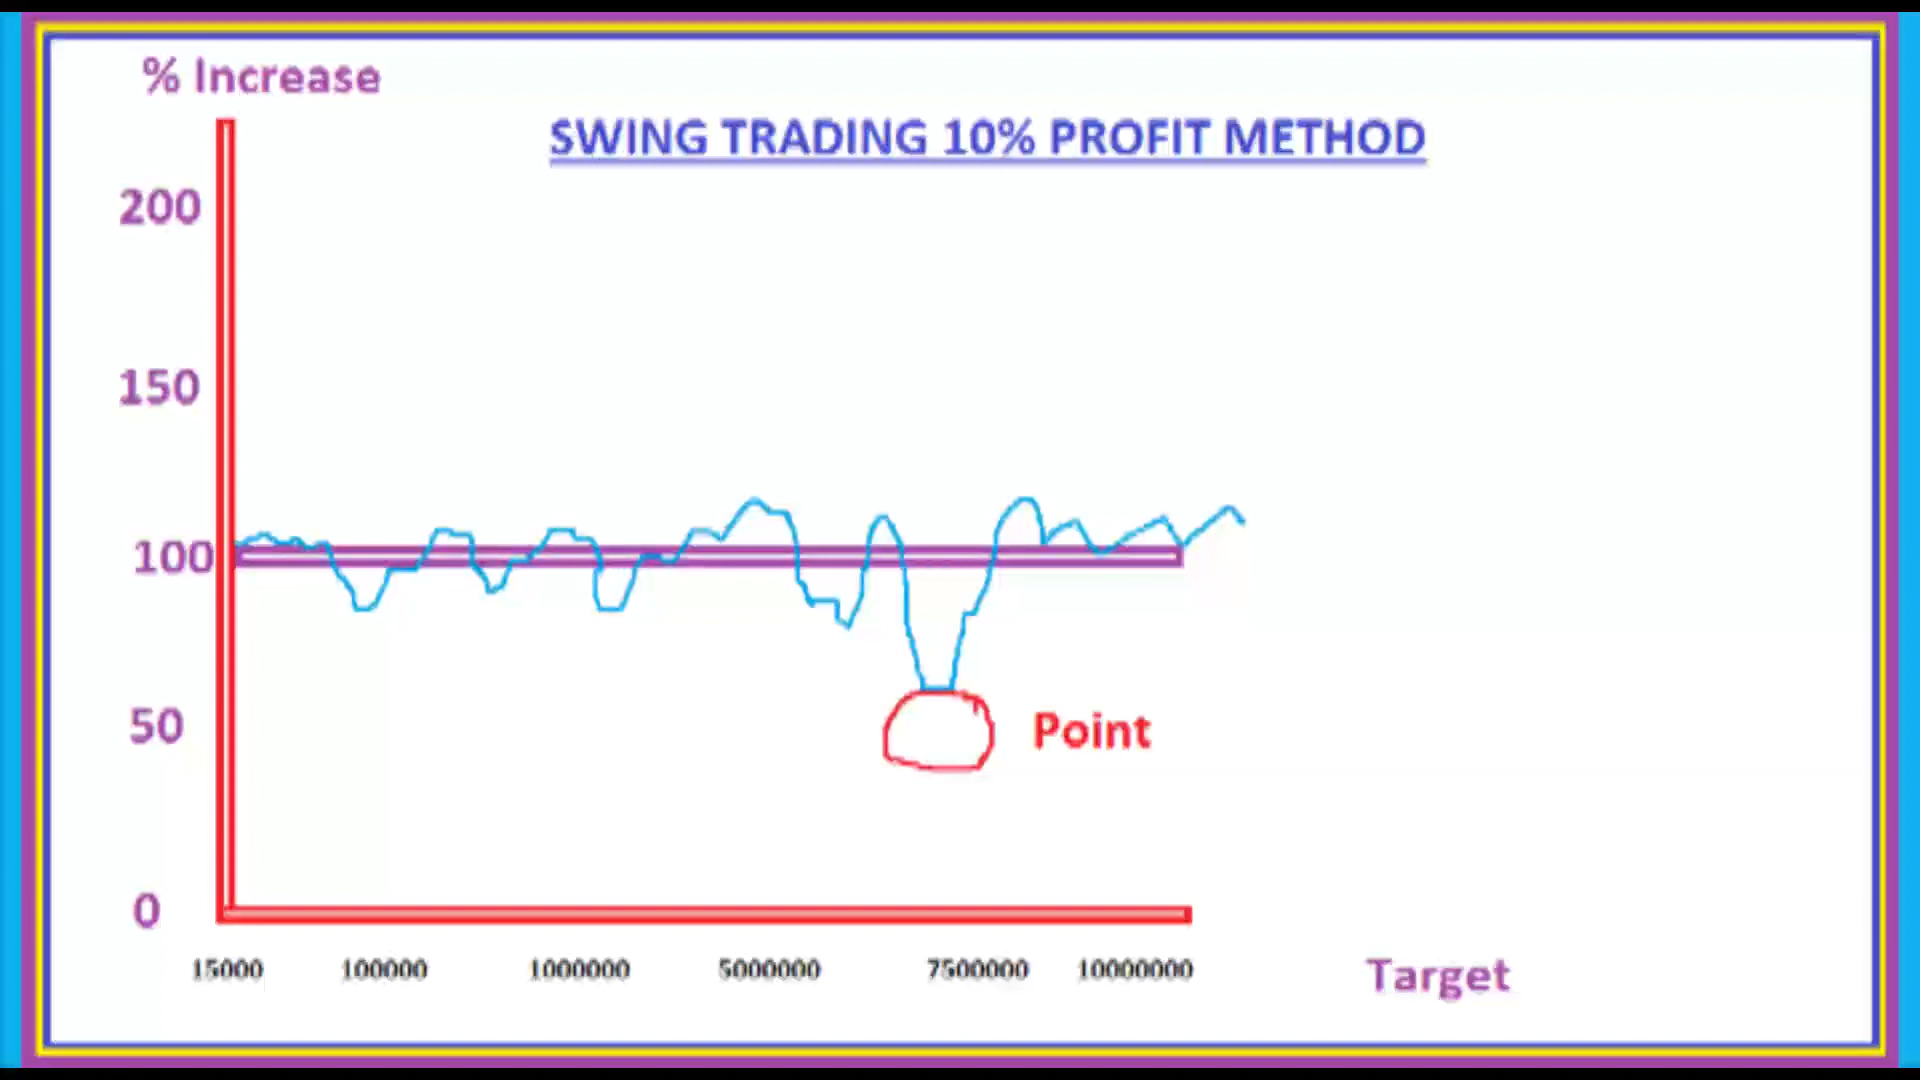 % Increase
SWING TRADING 10% PROFIT METHOD
200
150
100
50
Point
0
15000 100000 1000000 5000000 7500000 10000000
Target